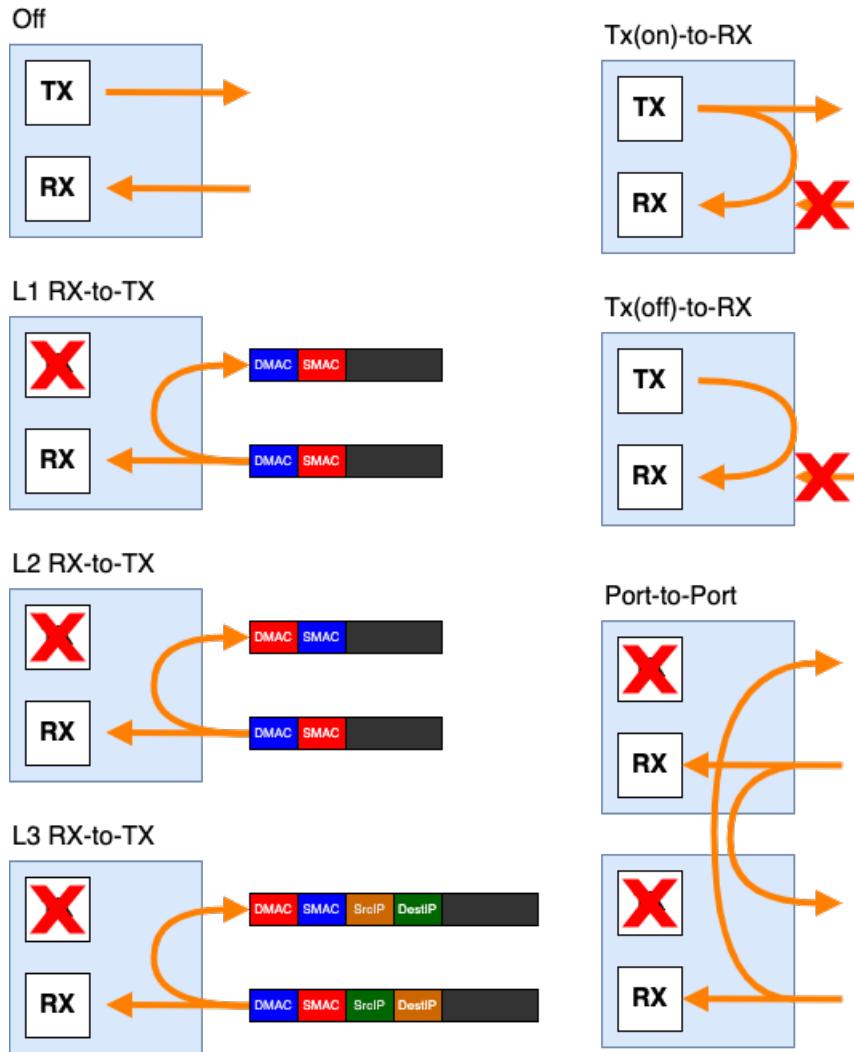 Off
TX
RX
L1 RX-to-TX
DMAC SMAC
RX
DMAC SMAC
L2 RX-to-TX
DMAC SMAC
RX
DMAC SMAC
L3 RX-to-TX
DMAC SMAC SrcIP DestIP
RX
DMAC SMAC SrcIP DestIP
Tx(on)-to-RX
TX
RX
Tx(off)-to-RX
TX
RX
Port-to-Port
RX
RX